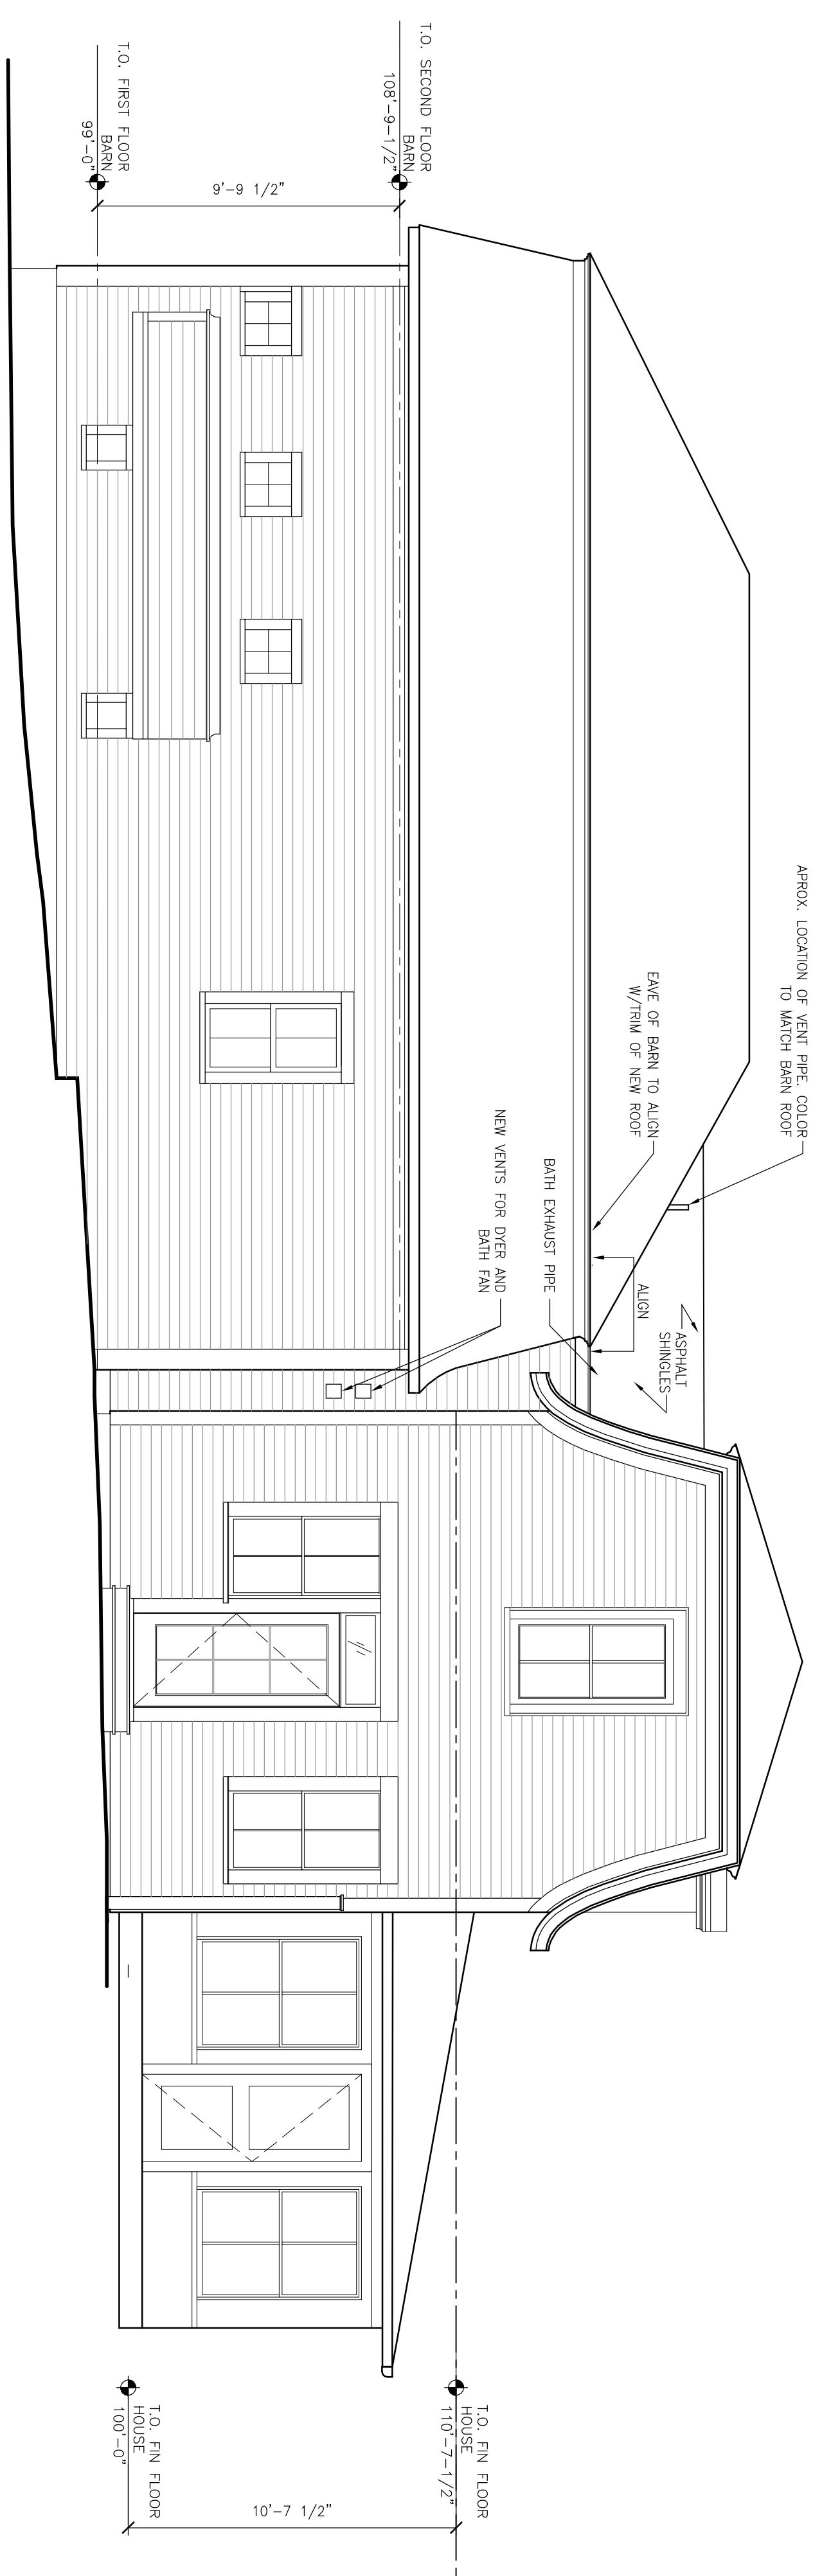 T.O. SECOND FLOOR
BARN
108'-9-1/2"
T.O. FIRST FLOOR
BARN
99'-0"
9'-9 1/2"
APROX. LOCATION OF VENT PIPE. COLOR
TO MATCH BARN ROOF
EAVE OF BARN TO ALIGN
W/TRIM OF NEW ROOF
BATH EXHAUST PIPE
NEW VENTS FOR DYER AND
BATH FAN
ALIGN
ASPHALT
SHINGLES
T.O. FIN FLOOR
HOUSE
110'-7-1/2"
T.O. FIN FLOOR
HOUSE
100'-0"
10'-7 1/2"